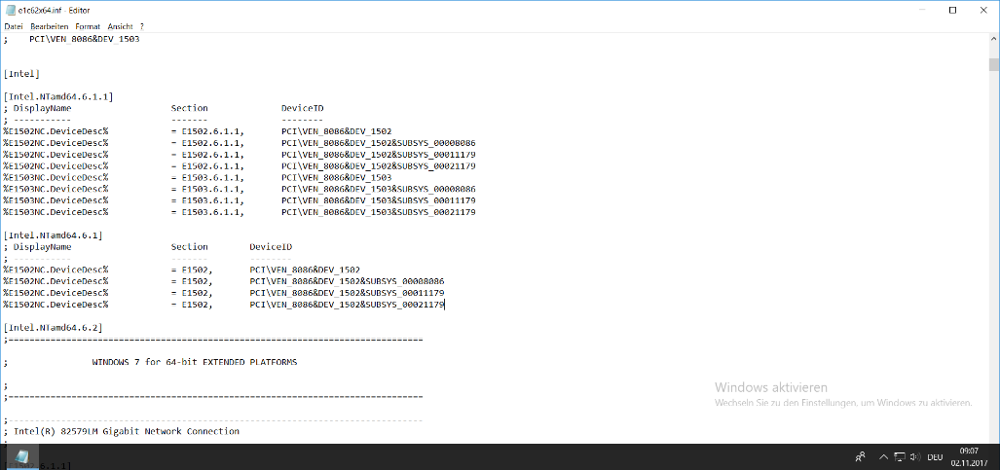 e1c62x64.inf - Editor
Datei Bearbeiten Format Ansicht ?
; PCI\VEN_8086&DEV_1503
[Intel]
[Intel.NTamd64.6.1.1]
; DisplayName Section DeviceID
; ----------- ------- --------
%E1502NC.DeviceDesc% = E1502.6.1.1, PCI\VEN_8086&DEV_1502
%E1502NC.DeviceDesc% = E1502.6.1.1, PCI\VEN_8086&DEV_1502&SUBSYS_00008086
%E1502NC.DeviceDesc% = E1502.6.1.1, PCI\VEN_8086&DEV_1502&SUBSYS_00011179
%E1502NC.DeviceDesc% = E1502.6.1.1, PCI\VEN_8086&DEV_1502&SUBSYS_00021179
%E1503NC.DeviceDesc% = E1503.6.1.1, PCI\VEN_8086&DEV_1503
%E1503NC.DeviceDesc% = E1503.6.1.1, PCI\VEN_8086&DEV_1503&SUBSYS_00008086
%E1503NC.DeviceDesc% = E1503.6.1.1, PCI\VEN_8086&DEV_1503&SUBSYS_00011179
%E1503NC.DeviceDesc% = E1503.6.1.1, PCI\VEN_8086&DEV_1503&SUBSYS_00021179
[Intel.NTamd64.6.1]
; DisplayName Section DeviceID
; ----------- ------- --------
%E1502NC.DeviceDesc% = E1502, PCI\VEN_8086&DEV_1502
%E1502NC.DeviceDesc% = E1502, PCI\VEN_8086&DEV_1502&SUBSYS_00008086
%E1502NC.DeviceDesc% = E1502, PCI\VEN_8086&DEV_1502&SUBSYS_00011179
%E1502NC.DeviceDesc% = E1502, PCI\VEN_8086&DEV_1502&SUBSYS_00021179
[Intel.NTamd64.6.2]
;===============================================================================
;
; WINDOWS 7 for 64-bit EXTENDED PLATFORMS
;
;===============================================================================
;-------------------------------------------------------------------------------
; Intel(R) 82579LM Gigabit Network Connection
;
Windows aktivieren
Wechseln Sie zu den Einstellungen, um Windows zu aktivieren.
DEU
09:07
02.11.2017